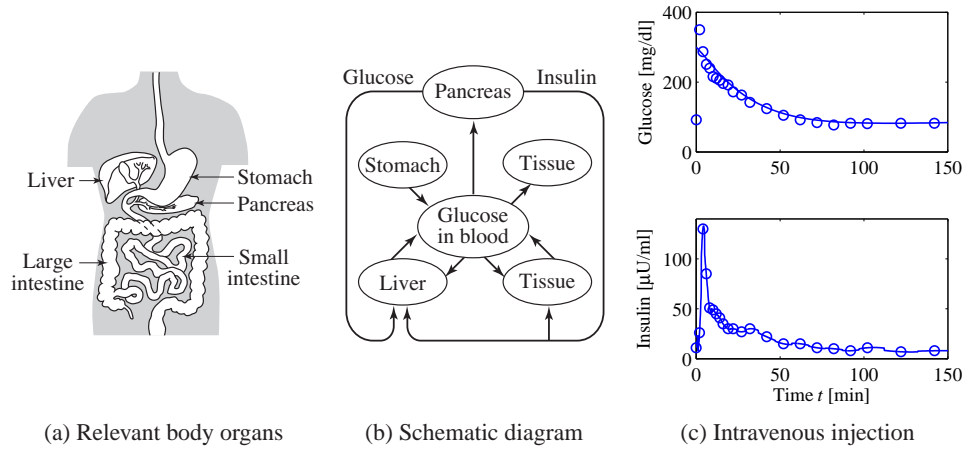 Liver
Stomach
Pancreas
Large
intestine
Small
intestine
(a) Relevant body organs
Glucose
Insulin
Pancreas
Stomach
Tissue
Glucose
in blood
Liver
Tissue
(b) Schematic diagram
Glucose [mg/dl]
400
200
0
0
50
100
150
Insulin [µU/ml]
100
50
0
0
50
100
150
Time t [min]
(c) Intravenous injection